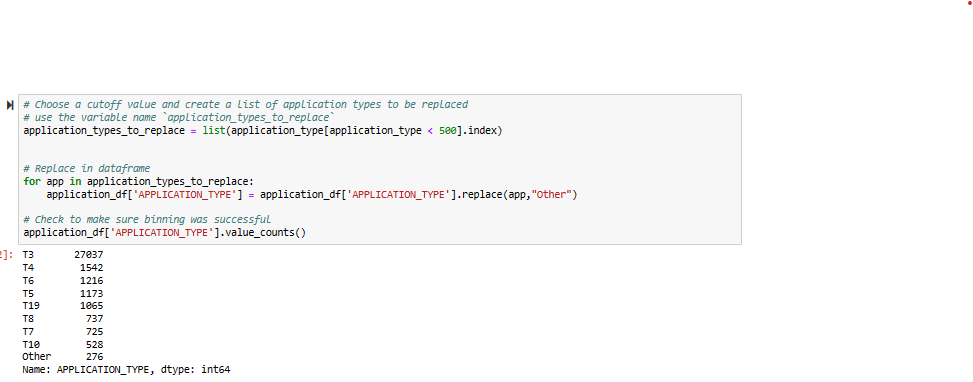 # Choose a cutoff value and create a list of application types to be replaced
# use the variable name `application_types_to_replace`
application_types_to_replace = list(application_type[application_type < 500].index)
# Replace in dataframe
for app in application_types_to_replace:
    application_df['APPLICATION_TYPE'] = application_df['APPLICATION_TYPE'].replace(app,"Other")
# Check to make sure binning was successful
application_df['APPLICATION_TYPE'].value_counts()
2]: T3 27037
T4 1542
T6 1216
T5 1173
T19 1065
T8 737
T7 725
T10 528
Other 276
Name: APPLICATION_TYPE, dtype: int64